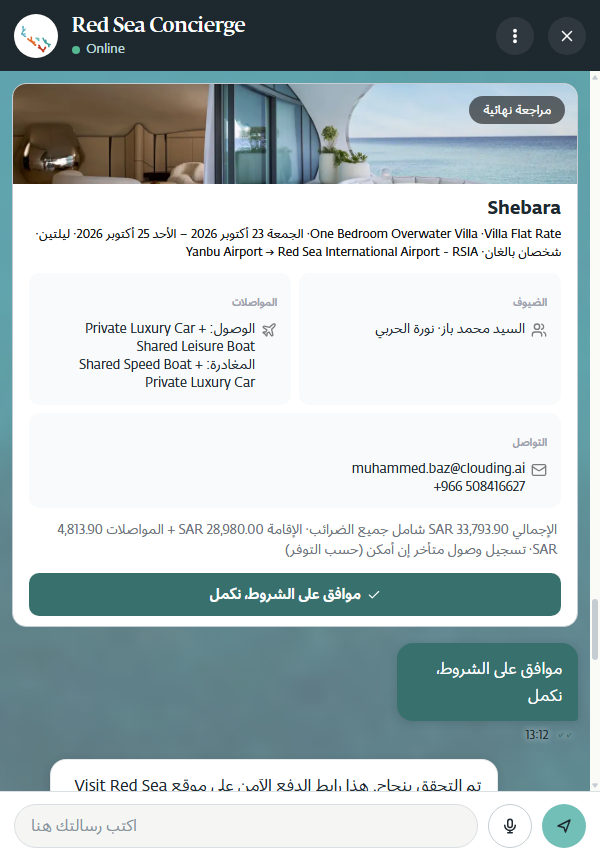 Red Sea Concierge
Online
مراجعة نهائية
Shebara
One Bedroom Overwater Villa ·Villa Flat Rate· الجمعة 23 أكتوبر 2026 – الأحد 25 أكتوبر 2026· ليلتين·
شخصان بالغان· Yanbu Airport → Red Sea International Airport - RSIA
الضيوف
السيد محمد باز· نورة الحربي
المواصلات
الوصول: Private Luxury Car +
Shared Leisure Boat
المغادرة: Shared Speed Boat +
Private Luxury Car
التواصل
muhammed.baz@clouding.ai
+966 508416627
الإجمالي SAR 33,793.90 شامل جميع الضرائب· الإقامة SAR 28,980.00 + المواصلات 4,813.90
SAR· تسجيل وصول متأخر إن أمكن (حسب التوفر)
موافق على الشروط، نكمل
موافق على الشروط،
نكمل
13:12
تم التحقق بنجاح. هذا رابط الدفع الآمن على موقع Visit Red Sea
اكتب رسالتك هنا